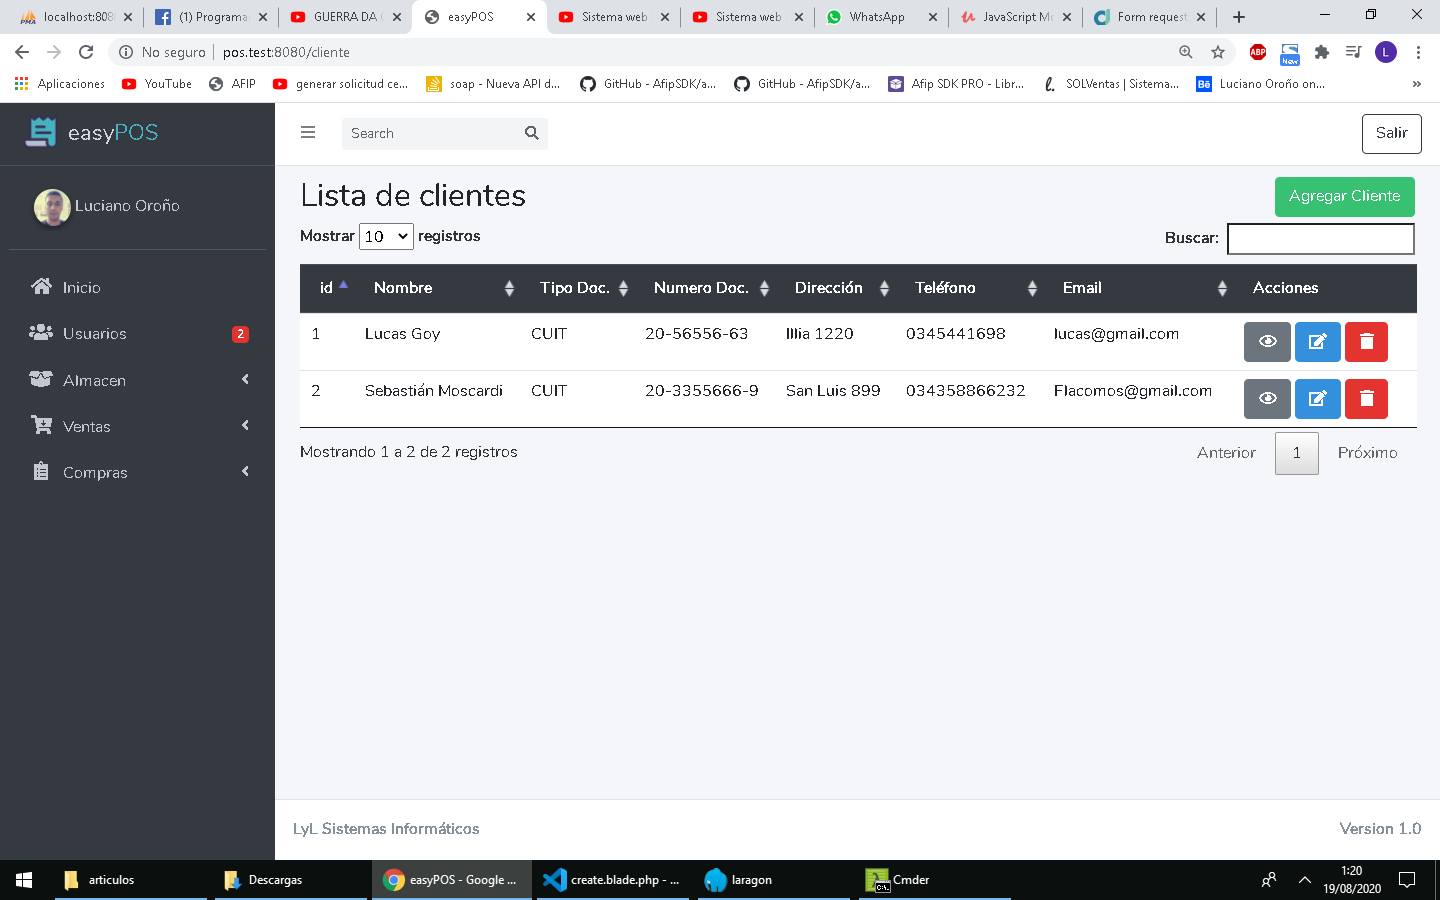 localhost:808
(1) Programa
GUERRA DA
easyPOS
Sistema web
Sistema web
WhatsApp
JavaScript Mo
Form request
No seguro
pos.test:8080/cliente
ABP
New
L
Aplicaciones
YouTube
AFIP
generar solicitud ce...
soap - Nueva API d...
GitHub - AfipSDK/a...
GitHub - AfipSDK/a...
Afip SDK PRO - Libr...
SOLVentas | Sistema...
Luciano Oroño on...
»
easyPOS
Search
Salir
Luciano Oroño
Inicio
Usuarios 2
Almacen
Ventas
Compras
Lista de clientes
Agregar Cliente
Mostrar 10 registros
Buscar:
id Nombre Tipo Doc. Numero Doc. Dirección Teléfono Email Acciones
1 Lucas Goy CUIT 20-56556-63 Illia 1220 0345441698 lucas@gmail.com
2 Sebastián Moscardi CUIT 20-3355666-9 San Luis 899 034358866232 Flacomos@gmail.com
Mostrando 1 a 2 de 2 registros
Anterior 1 Próximo
LyL Sistemas Informáticos
Version 1.0
articulos
Descargas
easyPOS - Google ...
create.blade.php - ...
laragon
Cmder
1:20
19/08/2020